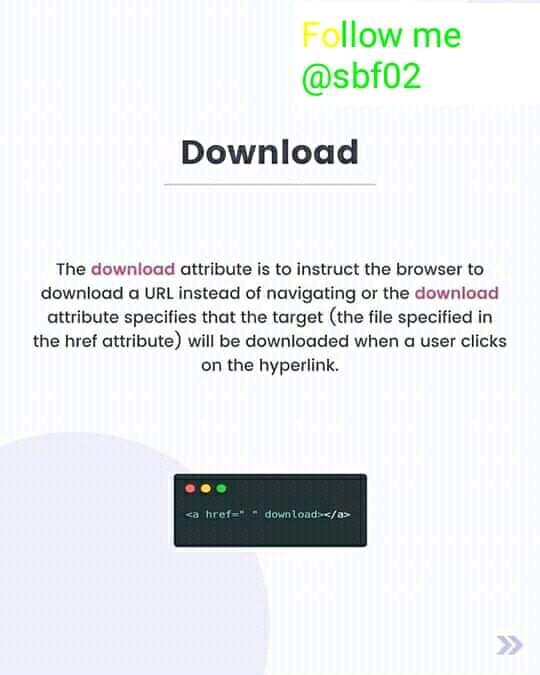 Follow me
@sbf02
Download
The download attribute is to instruct the browser to
download a URL instead of navigating or the download
attribute specifies that the target (the file specified in
the href attribute) will be downloaded when a user clicks
on the hyperlink.
<a href=" " download></a>